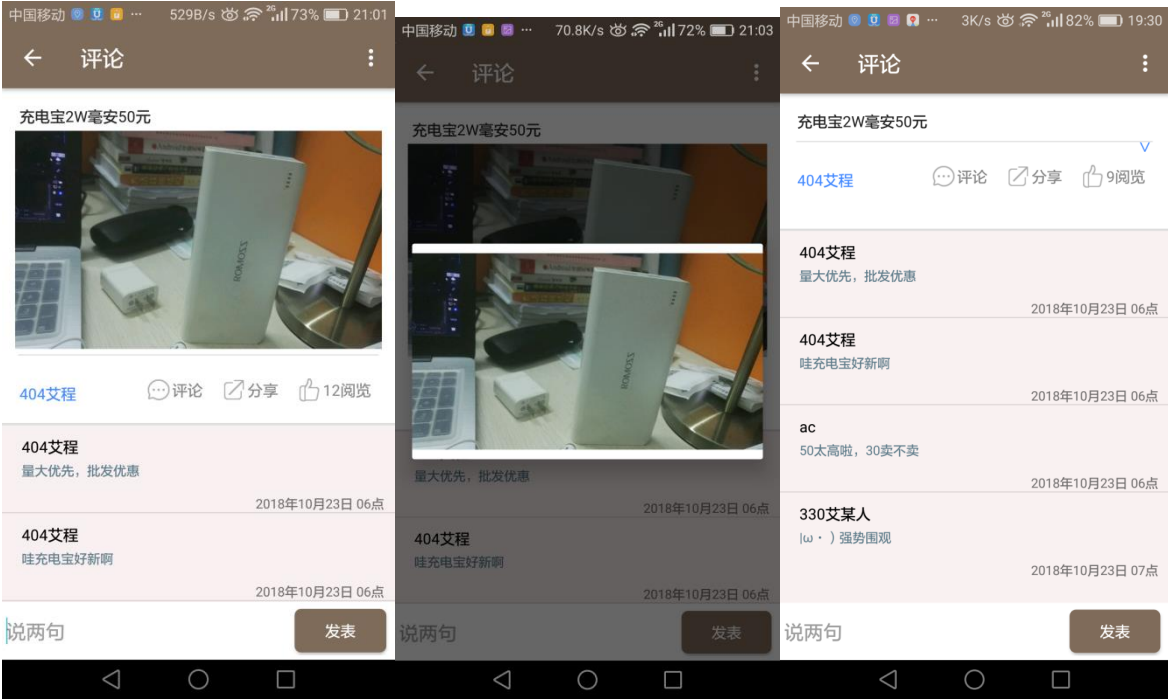 中国移动 529B/s 2G 73% 21:01
评论
充电宝2W毫安50元
ROMOSS
404艾程 评论 分享 12阅览
404艾程
量大优先，批发优惠
2018年10月23日 06点
404艾程
哇充电宝好新啊
2018年10月23日 06点
说两句 发表
中国移动 70.8K/s 2G 72% 21:03
评论
充电宝2W毫安50元
ROMOSS
量大优先，批发优惠
2018年10月23日 06点
404艾程
哇充电宝好新啊
2018年10月23日 06点
说两句 发表
中国移动 3K/s 2G 82% 19:30
评论
充电宝2W毫安50元
404艾程 评论 分享 9阅览
404艾程
量大优先，批发优惠
2018年10月23日 06点
404艾程
哇充电宝好新啊
2018年10月23日 06点
ac
50太高啦，30卖不卖
2018年10月23日 06点
330艾某人
|ω・）强势围观
2018年10月23日 07点
说两句 发表